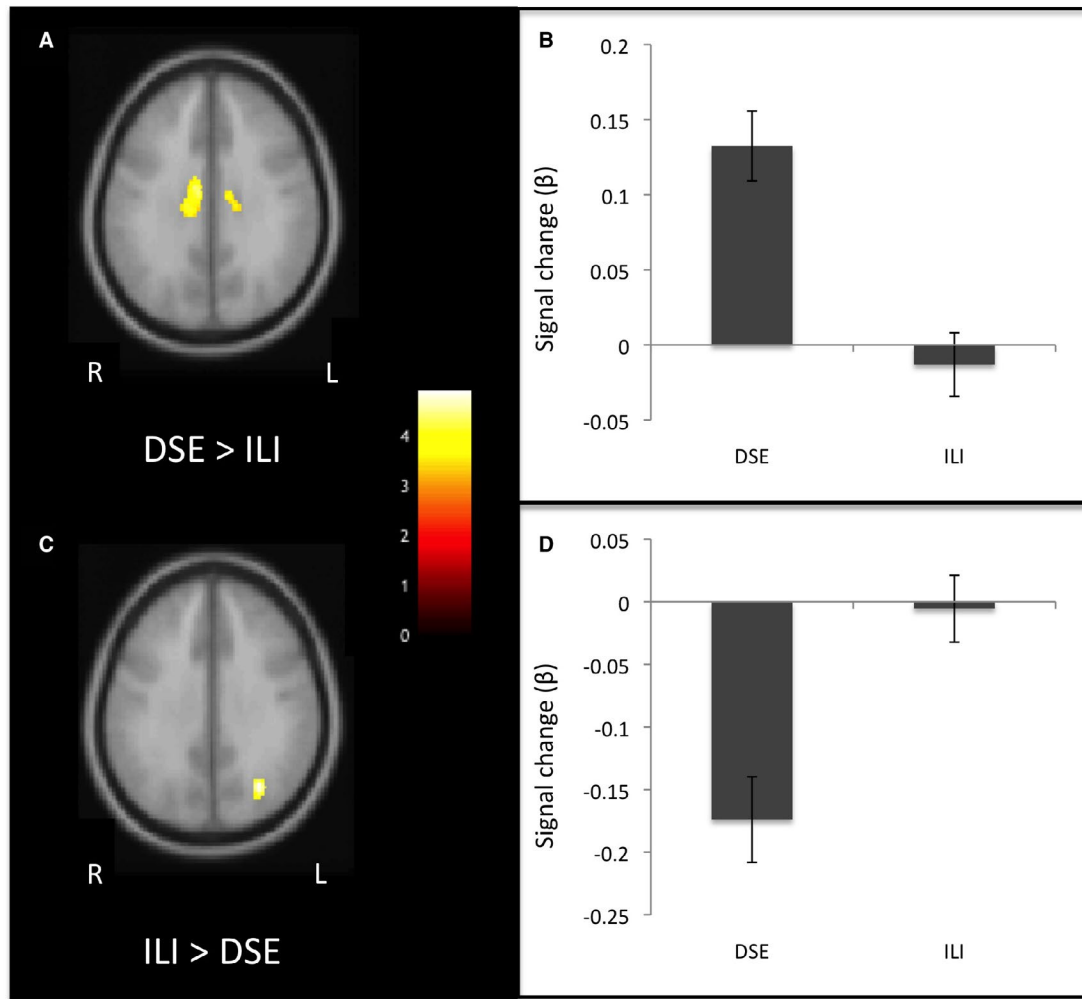 A
R L
DSE > ILI
4
3
2
1
0
C
R L
ILI > DSE
B
Signal change (β)
0.2
0.15
0.1
0.05
0
-0.05
DSE ILI
D
Signal change (β)
0.05
0
-0.05
-0.1
-0.15
-0.2
-0.25
DSE ILI